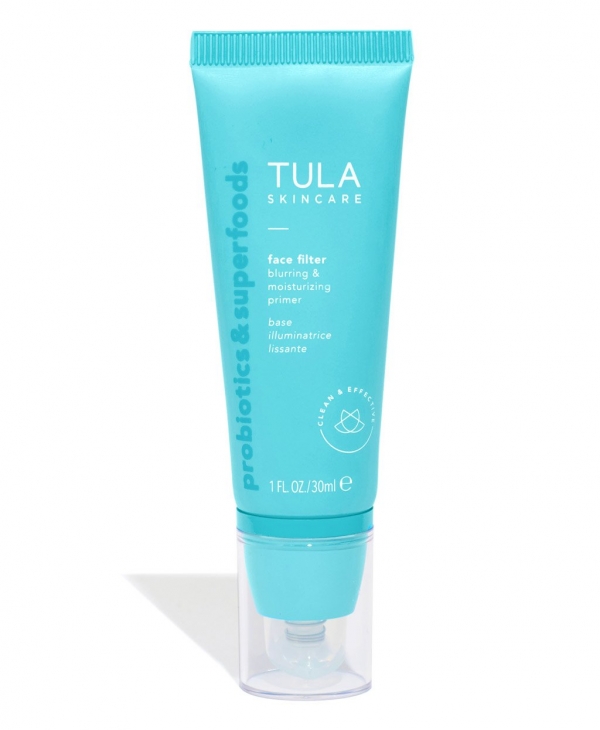 TULA
SKINCARE
face filter
blurring &
moisturizing
primer
base
illuminatrice
lissante
probiotics & superfoods
CLEAN & EFFECTIVE
1 FL. OZ./30ml ℮